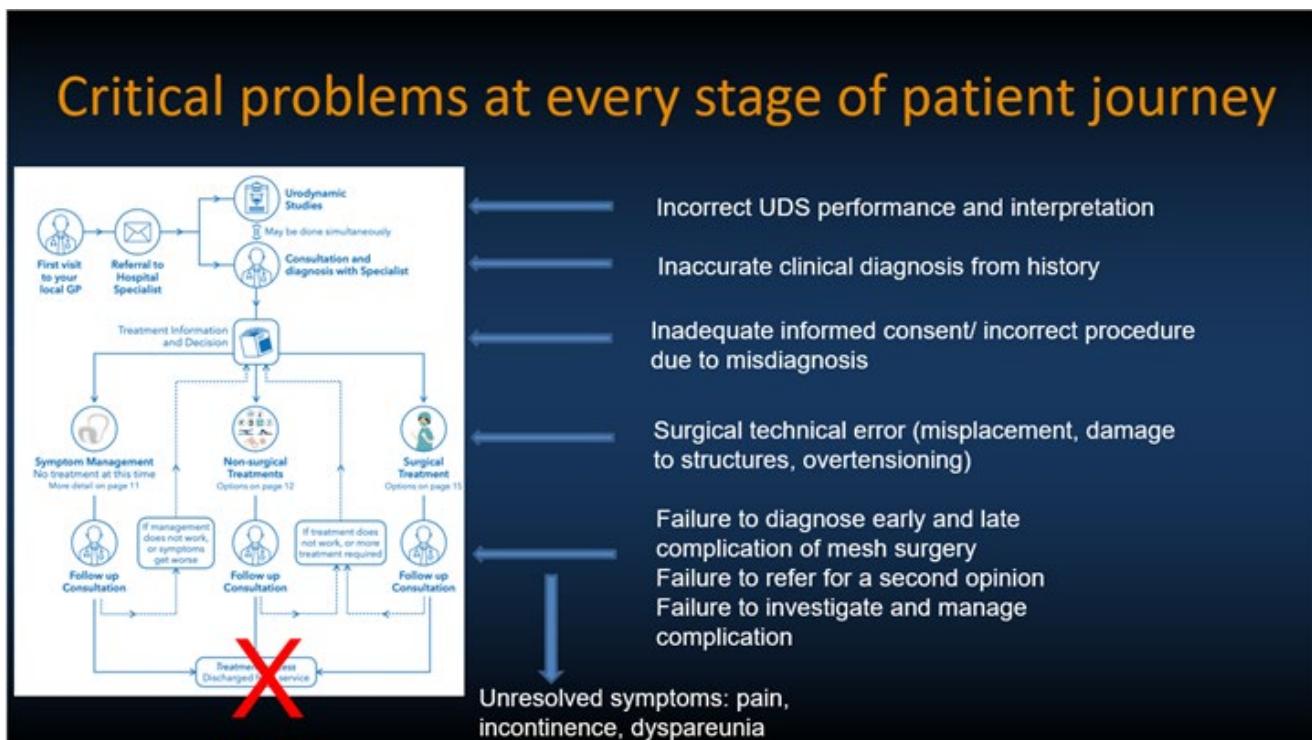 Critical problems at every stage of patient journey
Urodynamic
Studies
May be done simultaneously
Consultation and
diagnosis with Specialist
First visit
to your
local GP
Referral to
Hospital
Specialist
Treatment Information
and Decision
Symptom Management
No treatment at this time
More detail on page 11
Non-surgical
Treatments
Options on page 12
Surgical
Treatment
Options on page 15
If management
does not work,
or symptoms
get worse
If treatment does
not work, or more
treatment required
Follow up
Consultation
Follow up
Consultation
Follow up
Consultation
Discharged
service
X
Incorrect UDS performance and interpretation
Inaccurate clinical diagnosis from history
Inadequate informed consent/ incorrect procedure
due to misdiagnosis
Surgical technical error (misplacement, damage
to structures, overtensioning)
Failure to diagnose early and late
complication of mesh surgery
Failure to refer for a second opinion
Failure to investigate and manage
complication
Unresolved symptoms: pain,
incontinence, dyspareunia